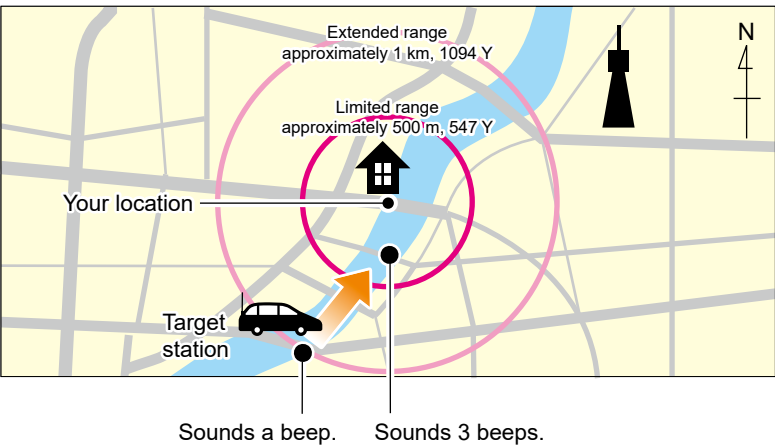 Extended range
approximately 1 km, 1094 Y
N
Limited range
approximately 500 m, 547 Y
Your location
Target
station
Sounds a beep.
Sounds 3 beeps.